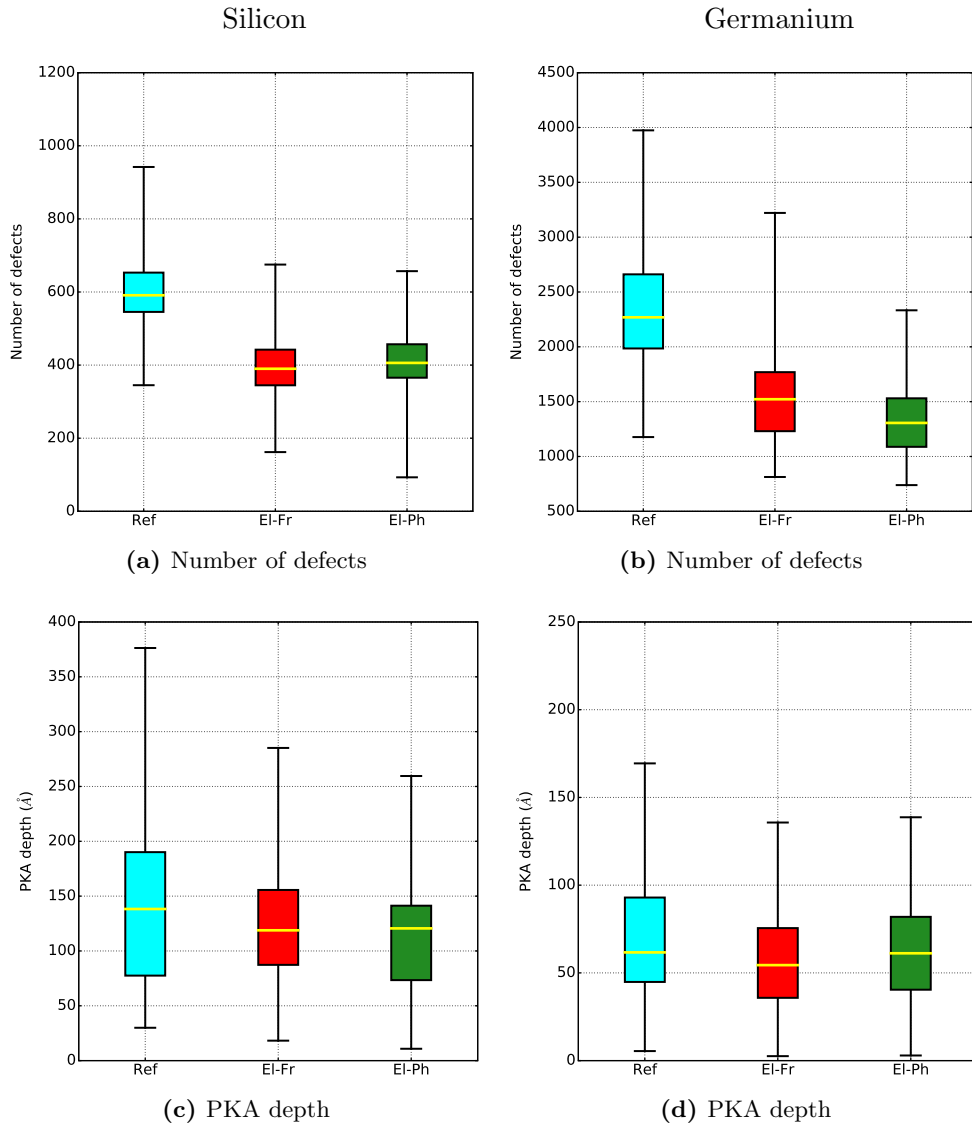 Silicon
Germanium
1200
1000
800
600
400
200
0
Number of defects
Ref El-Fr El-Ph
(a) Number of defects
4500
4000
3500
3000
2500
2000
1500
1000
500
Number of defects
Ref El-Fr El-Ph
(b) Number of defects
400
350
300
250
200
150
100
50
0
PKA depth (Å)
Ref El-Fr El-Ph
(c) PKA depth
250
200
150
100
50
0
PKA depth (Å)
Ref El-Fr El-Ph
(d) PKA depth